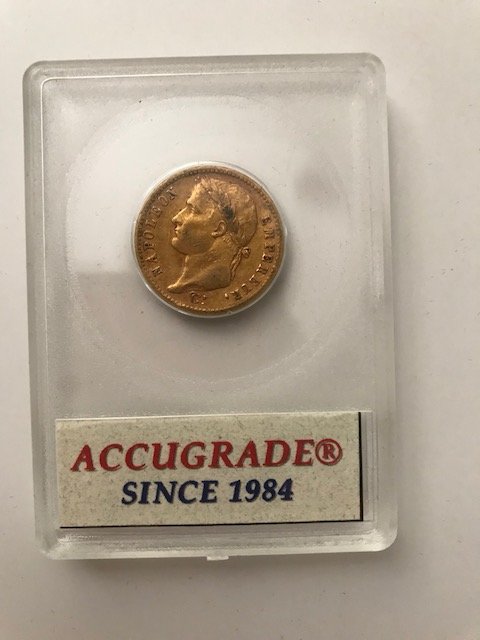 NAPOLEON
EMPEREUR.
ACCUGRADE®
SINCE 1984